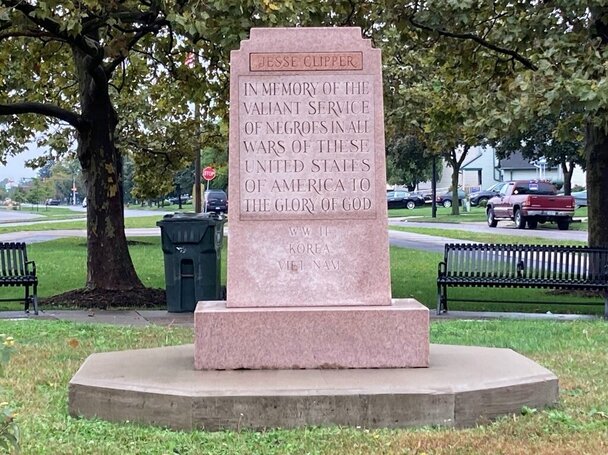 JESSE CLIPPER
IN MEMORY OF THE
VALIANT SERVICE
OF NEGROES IN ALL
WARS OF THESE
UNITED STATES
OF AMERICA TO
THE GLORY OF GOD
WW II
KOREA
VIET-NAM